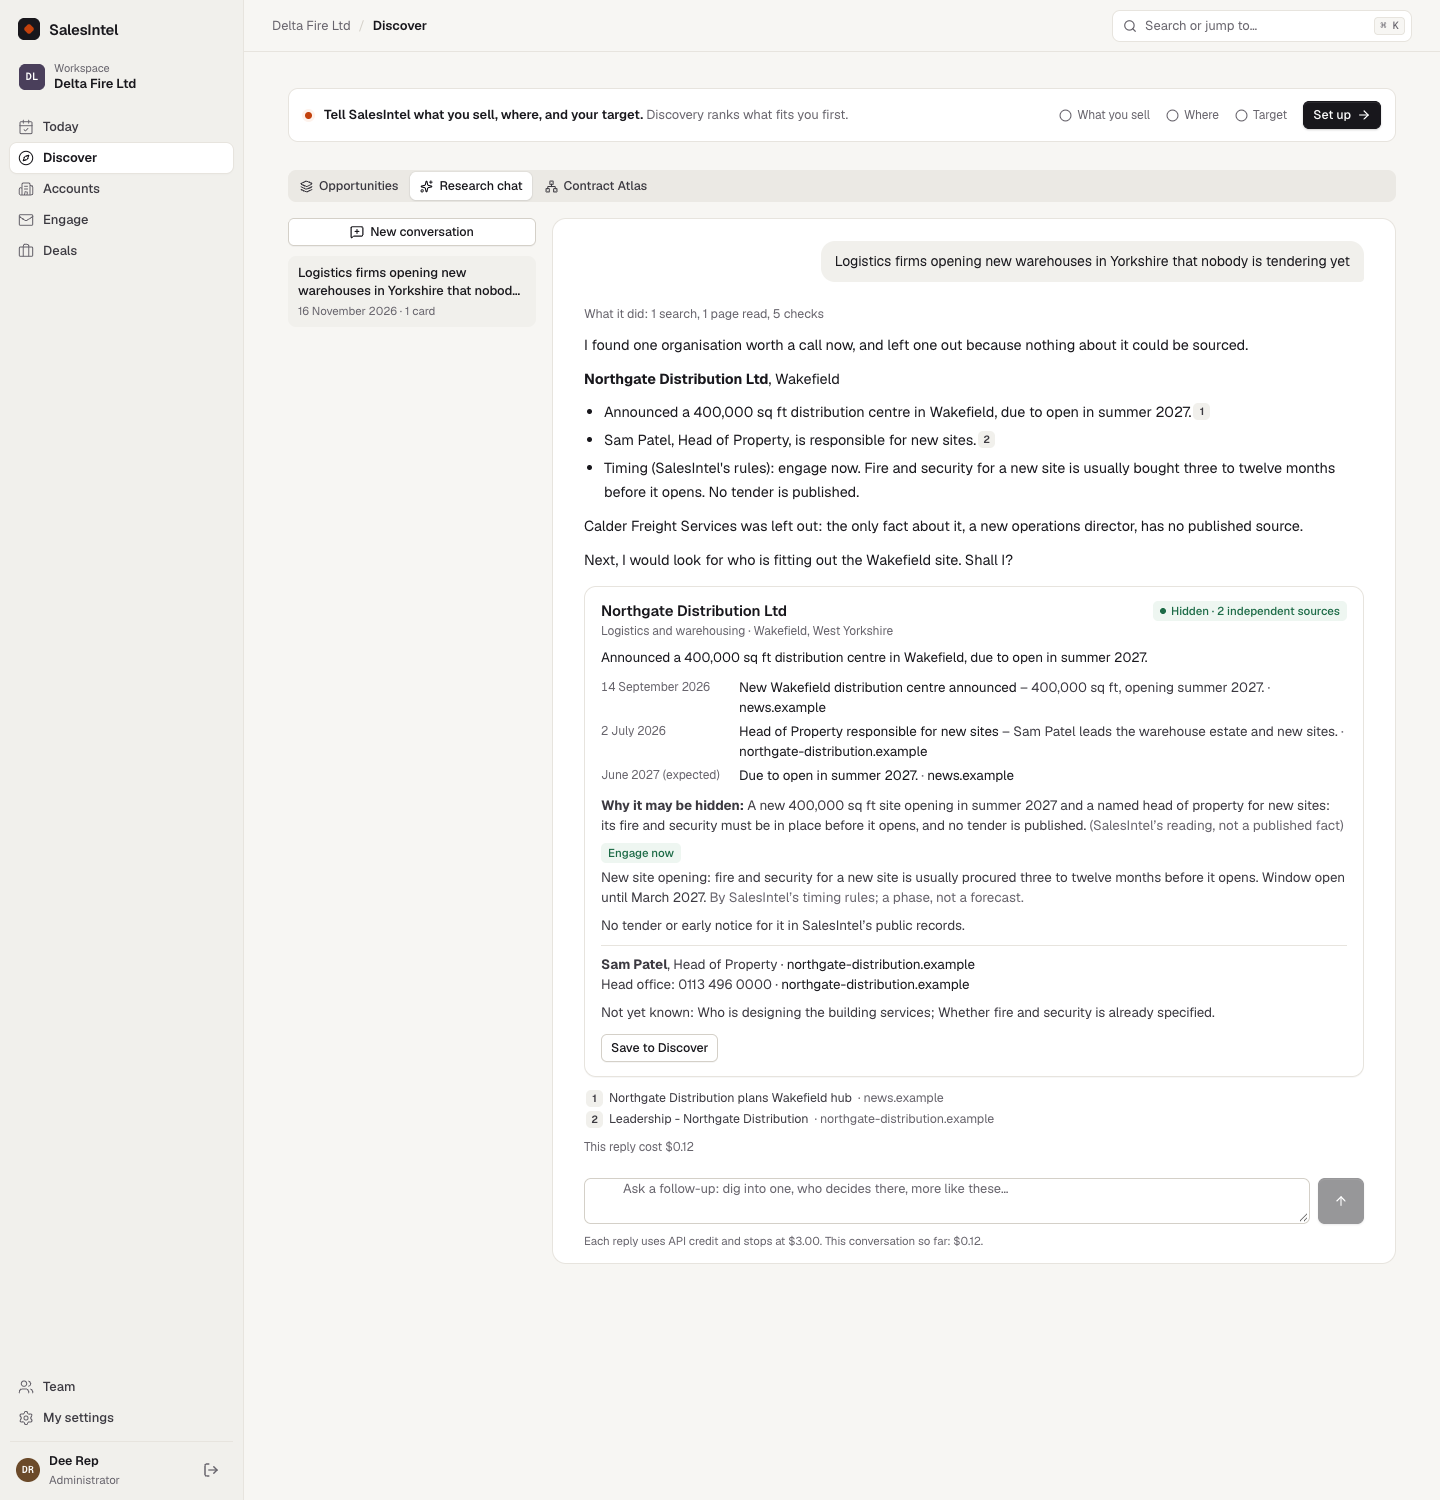 SalesIntel
DL
Workspace
Delta Fire Ltd
Today
Discover
Accounts
Engage
Deals
Team
My settings
DR
Dee Rep
Administrator
Delta Fire Ltd / Discover
Search or jump to…
⌘ K
Tell SalesIntel what you sell, where, and your target. Discovery ranks what fits you first.
What you sell
Where
Target
Set up →
Opportunities
Research chat
Contract Atlas
New conversation
Logistics firms opening new
warehouses in Yorkshire that nobod…
16 November 2026 · 1 card
Logistics firms opening new warehouses in Yorkshire that nobody is tendering yet
What it did: 1 search, 1 page read, 5 checks
I found one organisation worth a call now, and left one out because nothing about it could be sourced.
Northgate Distribution Ltd, Wakefield
• Announced a 400,000 sq ft distribution centre in Wakefield, due to open in summer 2027. 1
• Sam Patel, Head of Property, is responsible for new sites. 2
• Timing (SalesIntel's rules): engage now. Fire and security for a new site is usually bought three to twelve months
before it opens. No tender is published.
Calder Freight Services was left out: the only fact about it, a new operations director, has no published source.
Next, I would look for who is fitting out the Wakefield site. Shall I?
Northgate Distribution Ltd
Hidden · 2 independent sources
Logistics and warehousing · Wakefield, West Yorkshire
Announced a 400,000 sq ft distribution centre in Wakefield, due to open in summer 2027.
14 September 2026
New Wakefield distribution centre announced – 400,000 sq ft, opening summer 2027. ·
news.example
2 July 2026
Head of Property responsible for new sites – Sam Patel leads the warehouse estate and new sites. ·
northgate-distribution.example
June 2027 (expected)
Due to open in summer 2027. · news.example
Why it may be hidden: A new 400,000 sq ft site opening in summer 2027 and a named head of property for new sites:
its fire and security must be in place before it opens, and no tender is published. (SalesIntel’s reading, not a published fact)
Engage now
New site opening: fire and security for a new site is usually procured three to twelve months before it opens. Window open
until March 2027. By SalesIntel’s timing rules; a phase, not a forecast.
No tender or early notice for it in SalesIntel’s public records.
Sam Patel, Head of Property · northgate-distribution.example
Head office: 0113 496 0000 · northgate-distribution.example
Not yet known: Who is designing the building services; Whether fire and security is already specified.
Save to Discover
1 Northgate Distribution plans Wakefield hub · news.example
2 Leadership - Northgate Distribution · northgate-distribution.example
This reply cost $0.12
Ask a follow-up: dig into one, who decides there, more like these…
Each reply uses API credit and stops at $3.00. This conversation so far: $0.12.